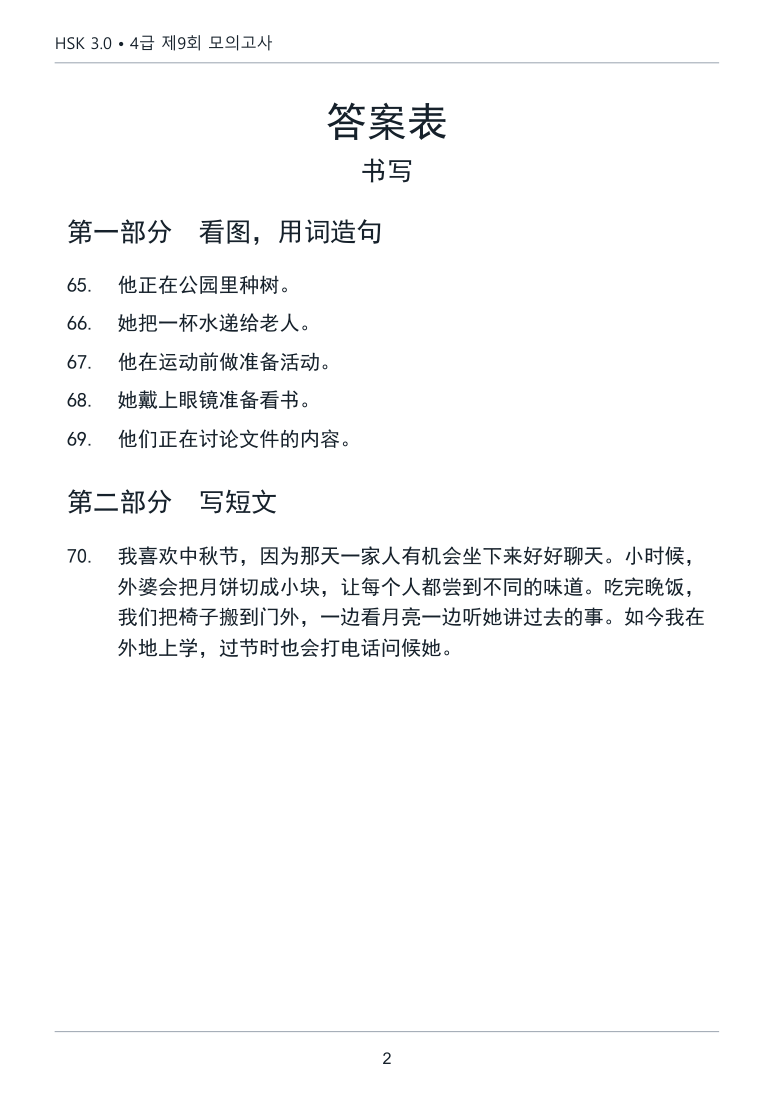 HSK 3.0 • 4급 제9회 모의고사
答案表
书写
第一部分　看图，用词造句
65. 他正在公园里种树。
66. 她把一杯水递给老人。
67. 他在运动前做准备活动。
68. 她戴上眼镜准备看书。
69. 他们正在讨论文件的内容。
第二部分　写短文
70. 我喜欢中秋节，因为那天一家人有机会坐下来好好聊天。小时候，
外婆会把月饼切成小块，让每个人都尝到不同的味道。吃完晚饭，
我们把椅子搬到门外，一边看月亮一边听她讲过去的事。如今我在
外地上学，过节时也会打电话问候她。
2